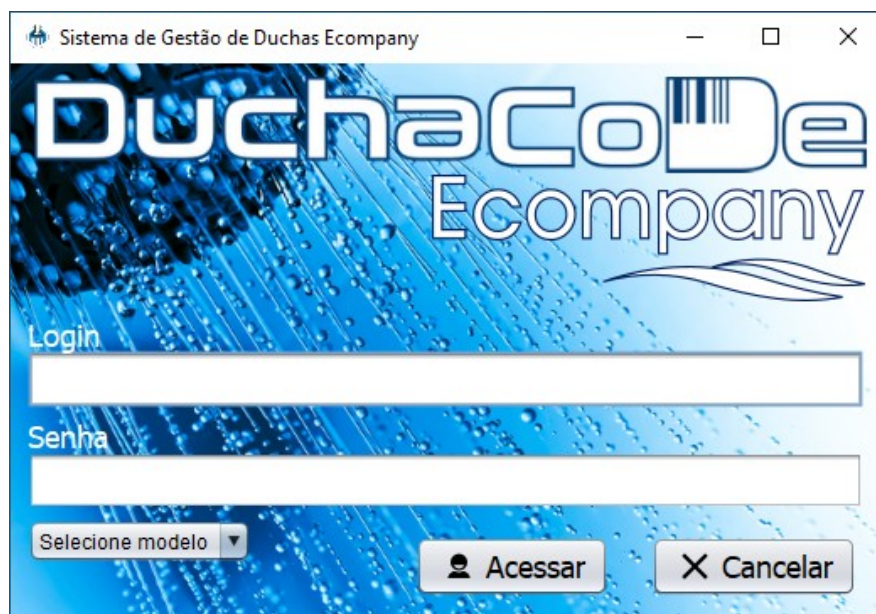 Sistema de Gestão de Duchas Ecompany
DuchaCoDe
Ecompany
Login
Senha
Selecione modelo
Acessar
Cancelar